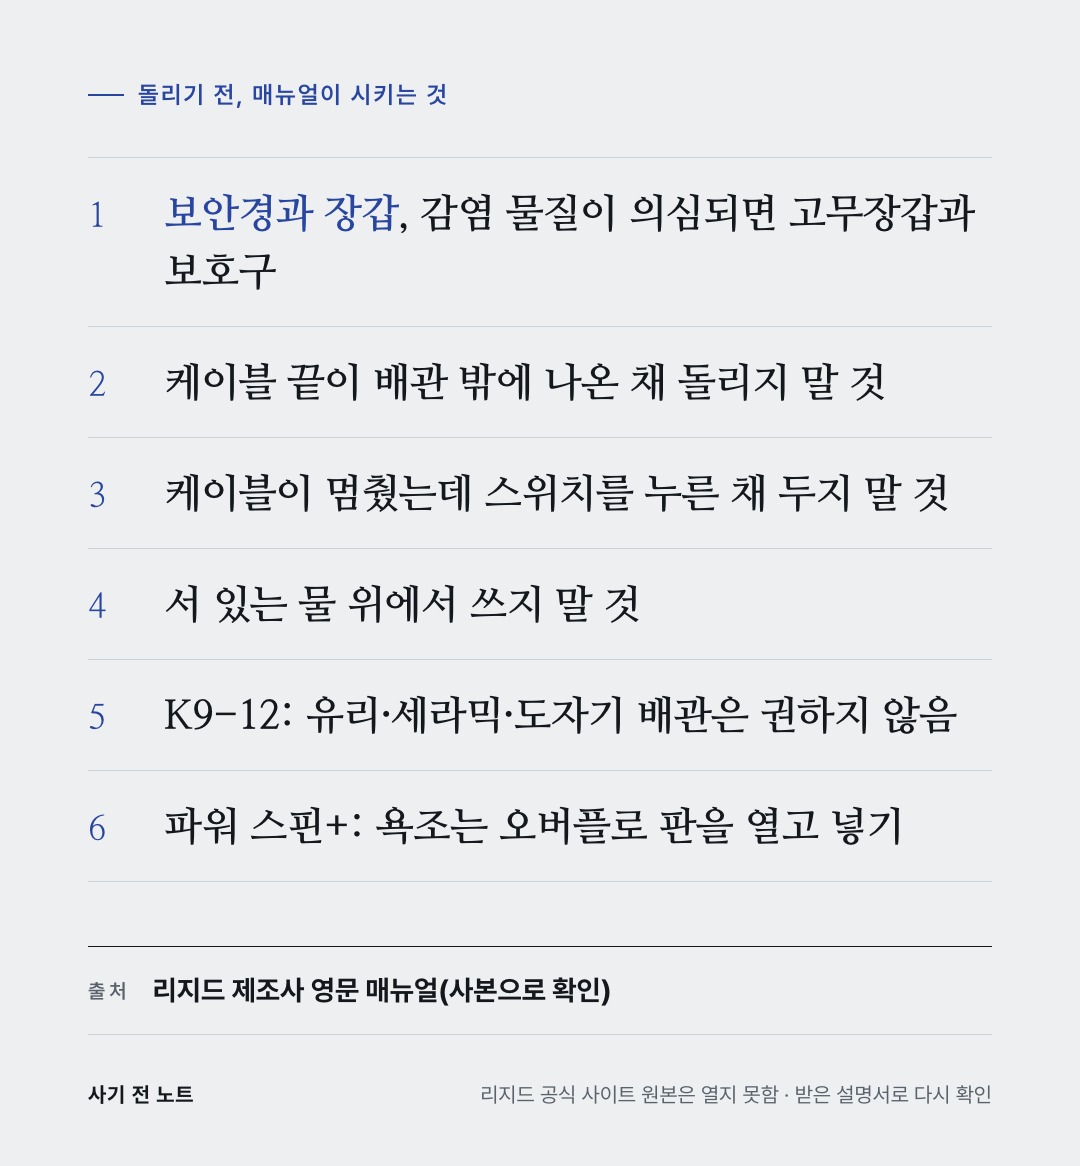 돌리기 전, 매뉴얼이 시키는 것
1 보안경과 장갑, 감염 물질이 의심되면 고무장갑과
보호구
2 케이블 끝이 배관 밖에 나온 채 돌리지 말 것
3 케이블이 멈췄는데 스위치를 누른 채 두지 말 것
4 서 있는 물 위에서 쓰지 말 것
5 K9-12: 유리·세라믹·도자기 배관은 권하지 않음
6 파워 스핀+: 욕조는 오버플로 판을 열고 넣기
출처 리지드 제조사 영문 매뉴얼(사본으로 확인)
사기 전 노트 리지드 공식 사이트 원본은 열지 못함 · 받은 설명서로 다시 확인